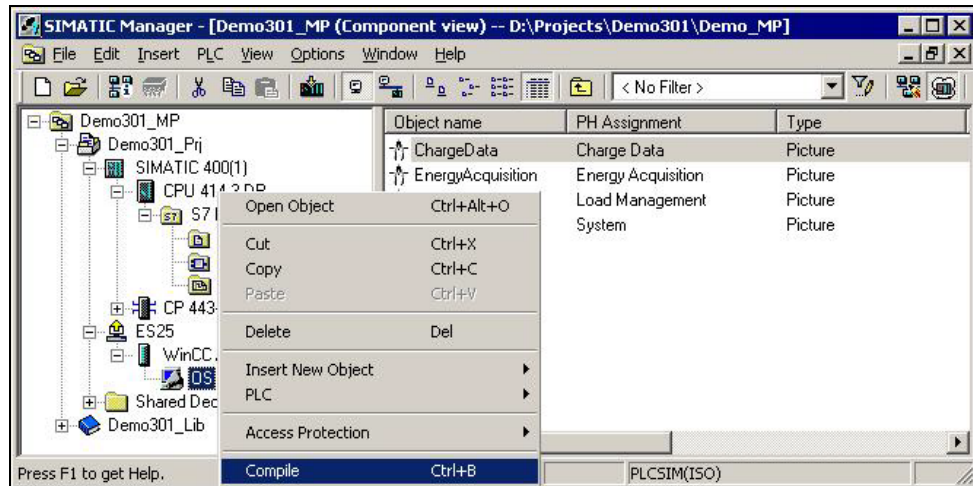 SIMATIC Manager - [Demo301_MP (Component view) -- D:\Projects\Demo301\Demo_MP]
File Edit Insert PLC View Options Window Help
< No Filter >
Demo301_MP
Demo301_Prj
SIMATIC 400(1)
CPU 414-3 DP
S7
CP 443-
ES25
WinCC
OS
Shared Dec
Demo301_Lib
Object name PH Assignment Type
ChargeData Charge Data Picture
EnergyAcquisition Energy Acquisition Picture
Load Management Picture
System Picture
Open Object Ctrl+Alt+O
Cut Ctrl+X
Copy Ctrl+C
Paste Ctrl+V
Delete Del
Insert New Object
PLC
Access Protection
Compile Ctrl+B
Press F1 to get Help.
PLCSIM(ISO)